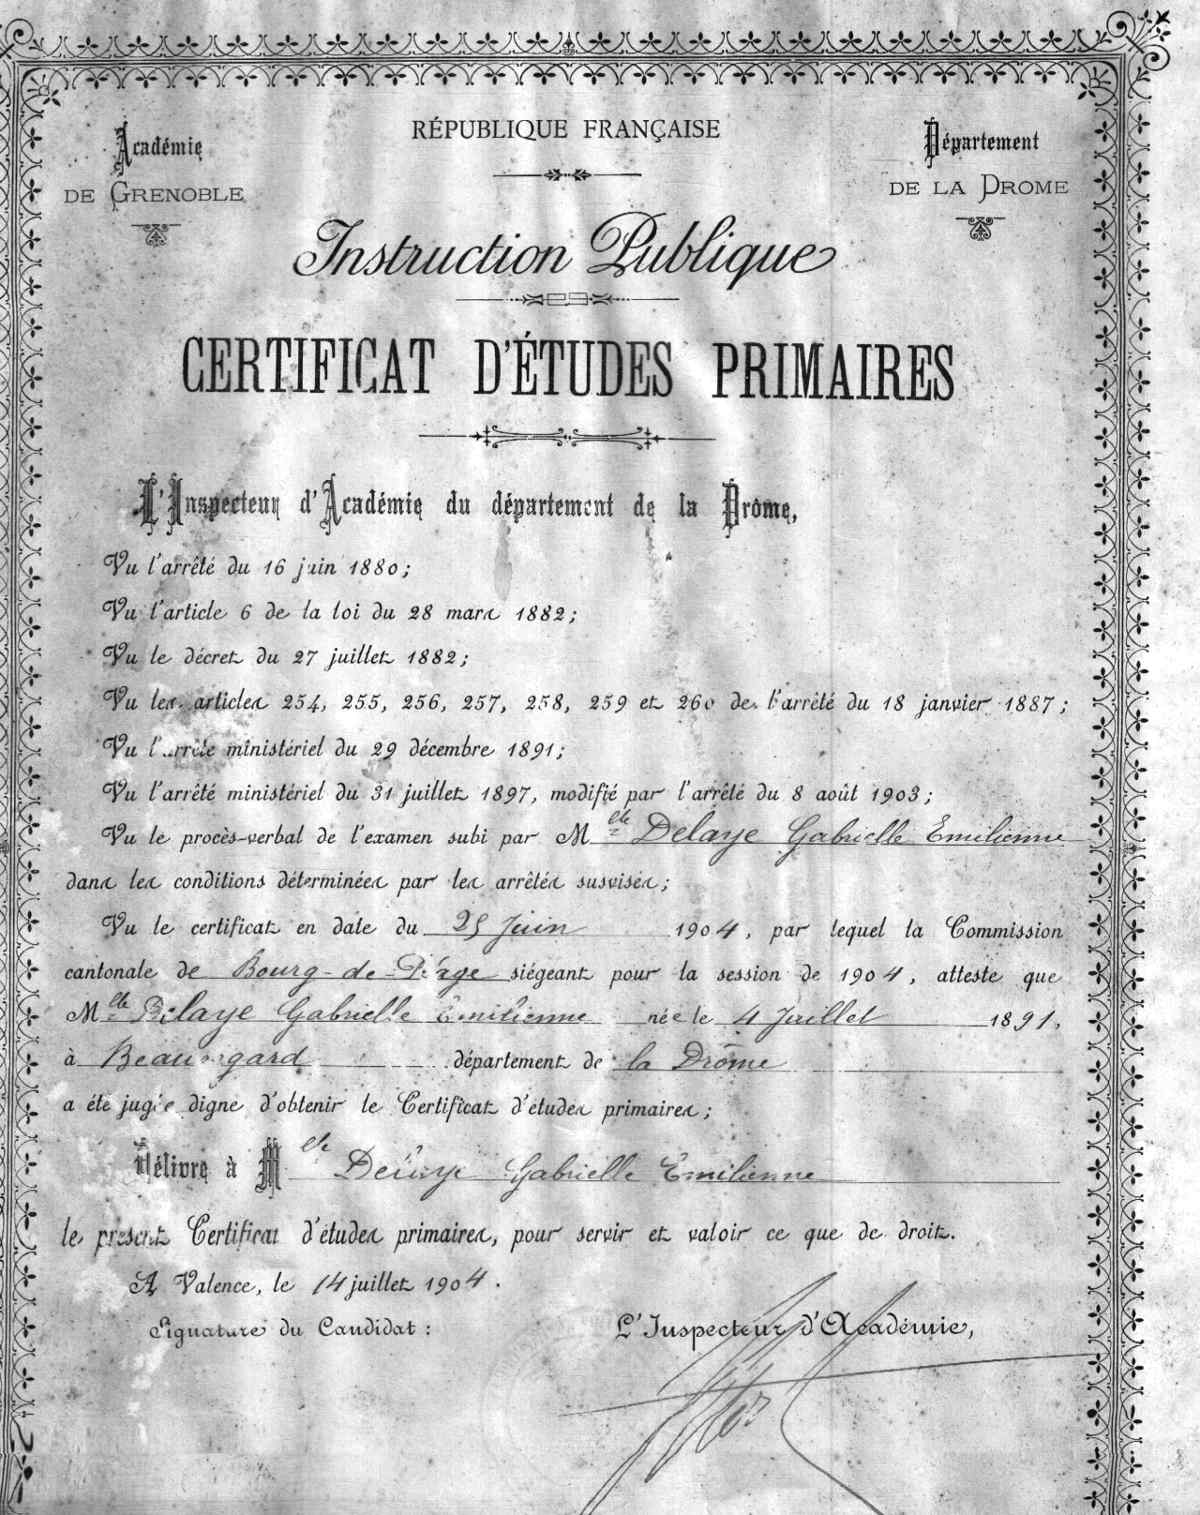 RÉPUBLIQUE FRANÇAISE
Académie
DE GRENOBLE
Département
DE LA DROME
Instruction Publique
CERTIFICAT D'ÉTUDES PRIMAIRES
L'Inspecteur d'Académie du département de la Drôme,
Vu l'arrêté du 16 juin 1880;
Vu l'article 6 de la loi du 28 mars 1882;
Vu le décret du 27 juillet 1882;
Vu les articles 254, 255, 256, 257, 258, 259 et 260 de l'arrêté du 18 janvier 1887;
Vu l'arrêté ministériel du 29 décembre 1891;
Vu l'arrêté ministériel du 31 juillet 1897, modifié par l'arrêté du 8 août 1903;
Vu le procès-verbal de l'examen subi par Melle Delaye Gabrielle Emilienne
dans les conditions déterminées par les arrêtés susvisés;
Vu le certificat en date du 25 Juin 1904, par lequel la Commission
cantonale de Bourg-de-Péage siégeant pour la session de 1904, atteste que
Melle Delaye Gabrielle Emilienne née le 4 Juillet 1891,
à Beauregard département de la Drôme
a été jugée digne d'obtenir le Certificat d'études primaires;
Délivré à Melle Delaye Gabrielle Emilienne
le présent Certificat d'études primaires, pour servir et valoir ce que de droit.
A Valence, le 14 juillet 1904.
Signature du Candidat:
L'Inspecteur d'Académie,